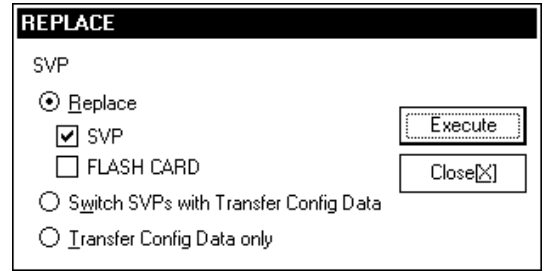 REPLACE
SVP
Replace
SVP
FLASH CARD
Switch SVPs with Transfer Config Data
Transfer Config Data only
Execute
Close[X]